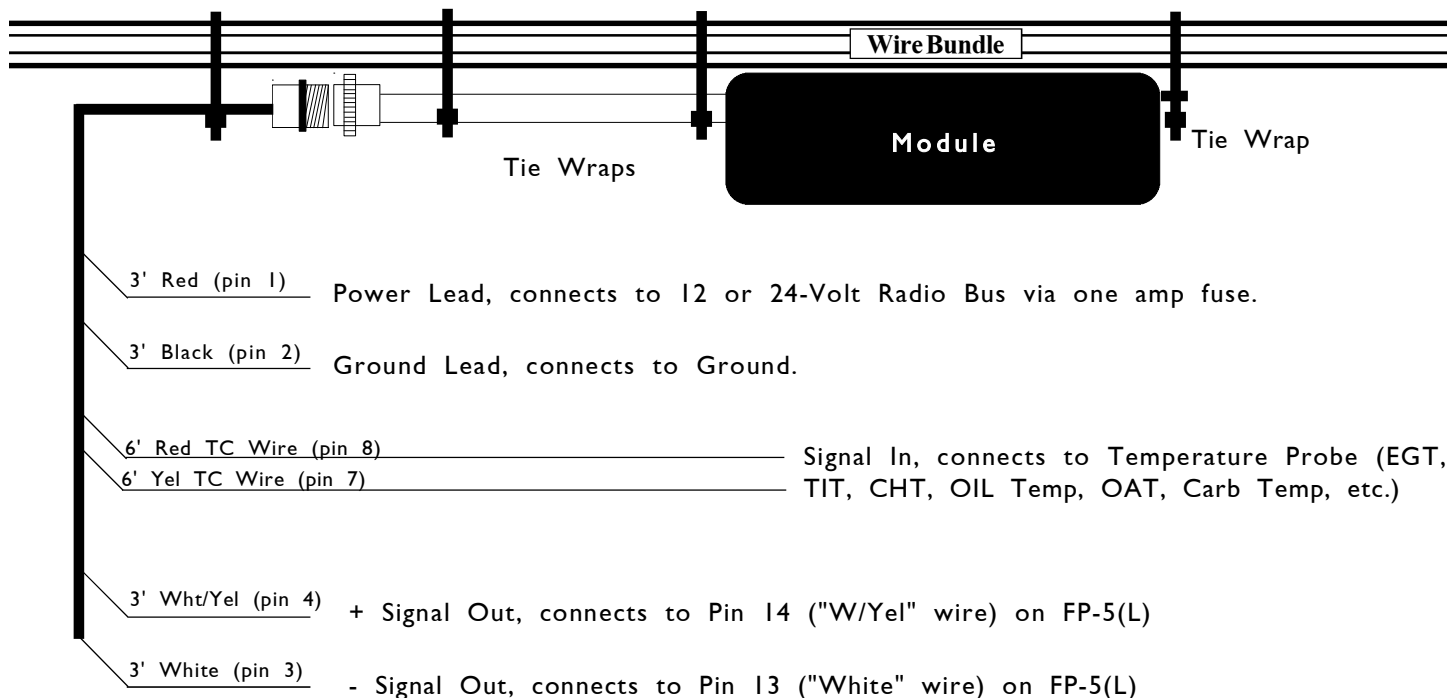 Wire Bundle
Module
Tie Wrap
Tie Wraps
3' Red (pin 1)
Power Lead, connects to 12 or 24-Volt Radio Bus via one amp fuse.
3' Black (pin 2)
Ground Lead, connects to Ground.
6' Red TC Wire (pin 8)
6' Yel TC Wire (pin 7)
Signal In, connects to Temperature Probe (EGT,
TIT, CHT, OIL Temp, OAT, Carb Temp, etc.)
3' Wht/Yel (pin 4)
+ Signal Out, connects to Pin 14 ("W/Yel" wire) on FP-5(L)
3' White (pin 3)
- Signal Out, connects to Pin 13 ("White" wire) on FP-5(L)